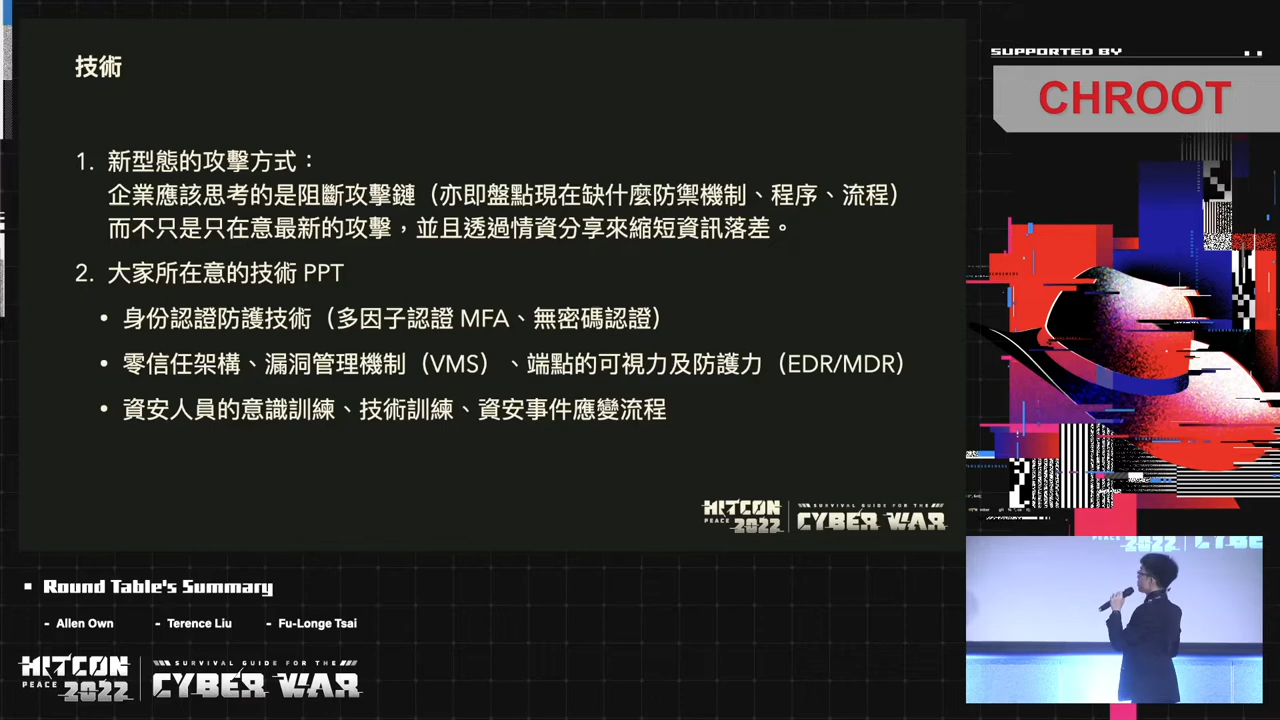 技術
1. 新型態的攻擊方式：
企業應該思考的是阻斷攻擊鏈（亦即盤點現在缺什麼防禦機制、程序、流程）
而不只是只在意最新的攻擊，並且透過情資分享來縮短資訊落差。
2. 大家所在意的技術 PPT
• 身份認證防護技術（多因子認證 MFA、無密碼認證）
• 零信任架構、漏洞管理機制（VMS）、端點的可視力及防護力（EDR/MDR）
• 資安人員的意識訓練、技術訓練、資安事件應變流程
HITCON
PEACE 2022
SURVIVAL GUIDE FOR THE
CYBER WAR
SUPPORTED BY
CHROOT
Round Table's Summary
- Allen Own - Terence Liu - Fu-Longe Tsai
HITCON
PEACE 2022
SURVIVAL GUIDE FOR THE
CYBER WAR